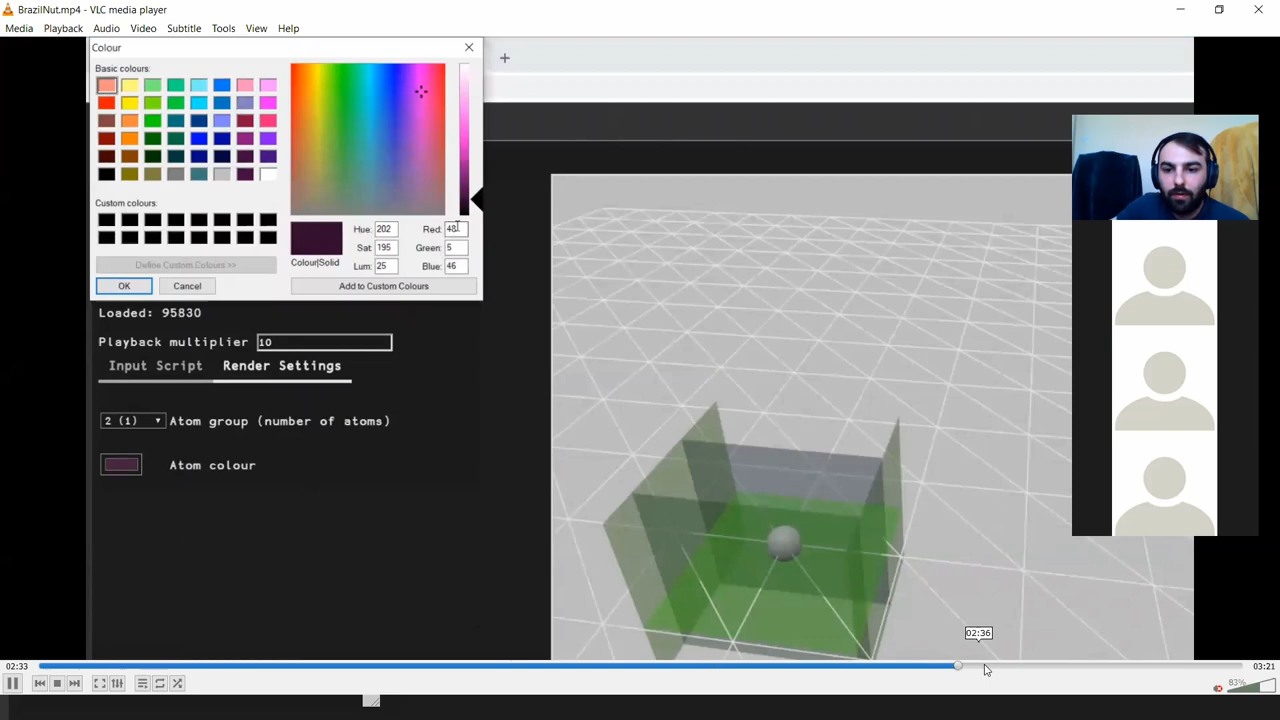 BrazilNut.mp4 - VLC media player
Media Playback Audio Video Subtitle Tools View Help
Colour
Basic colours:
Custom colours:
Hue: 202 Red: 48
Sat: 195 Green: 5
Colour|Solid
Lum: 25 Blue: 46
Define Custom Colours >>
OK Cancel Add to Custom Colours
Loaded: 95830
Playback multiplier 10
Input Script Render Settings
2 (1) Atom group (number of atoms)
Atom colour
02:36
02:33 03:21
83%